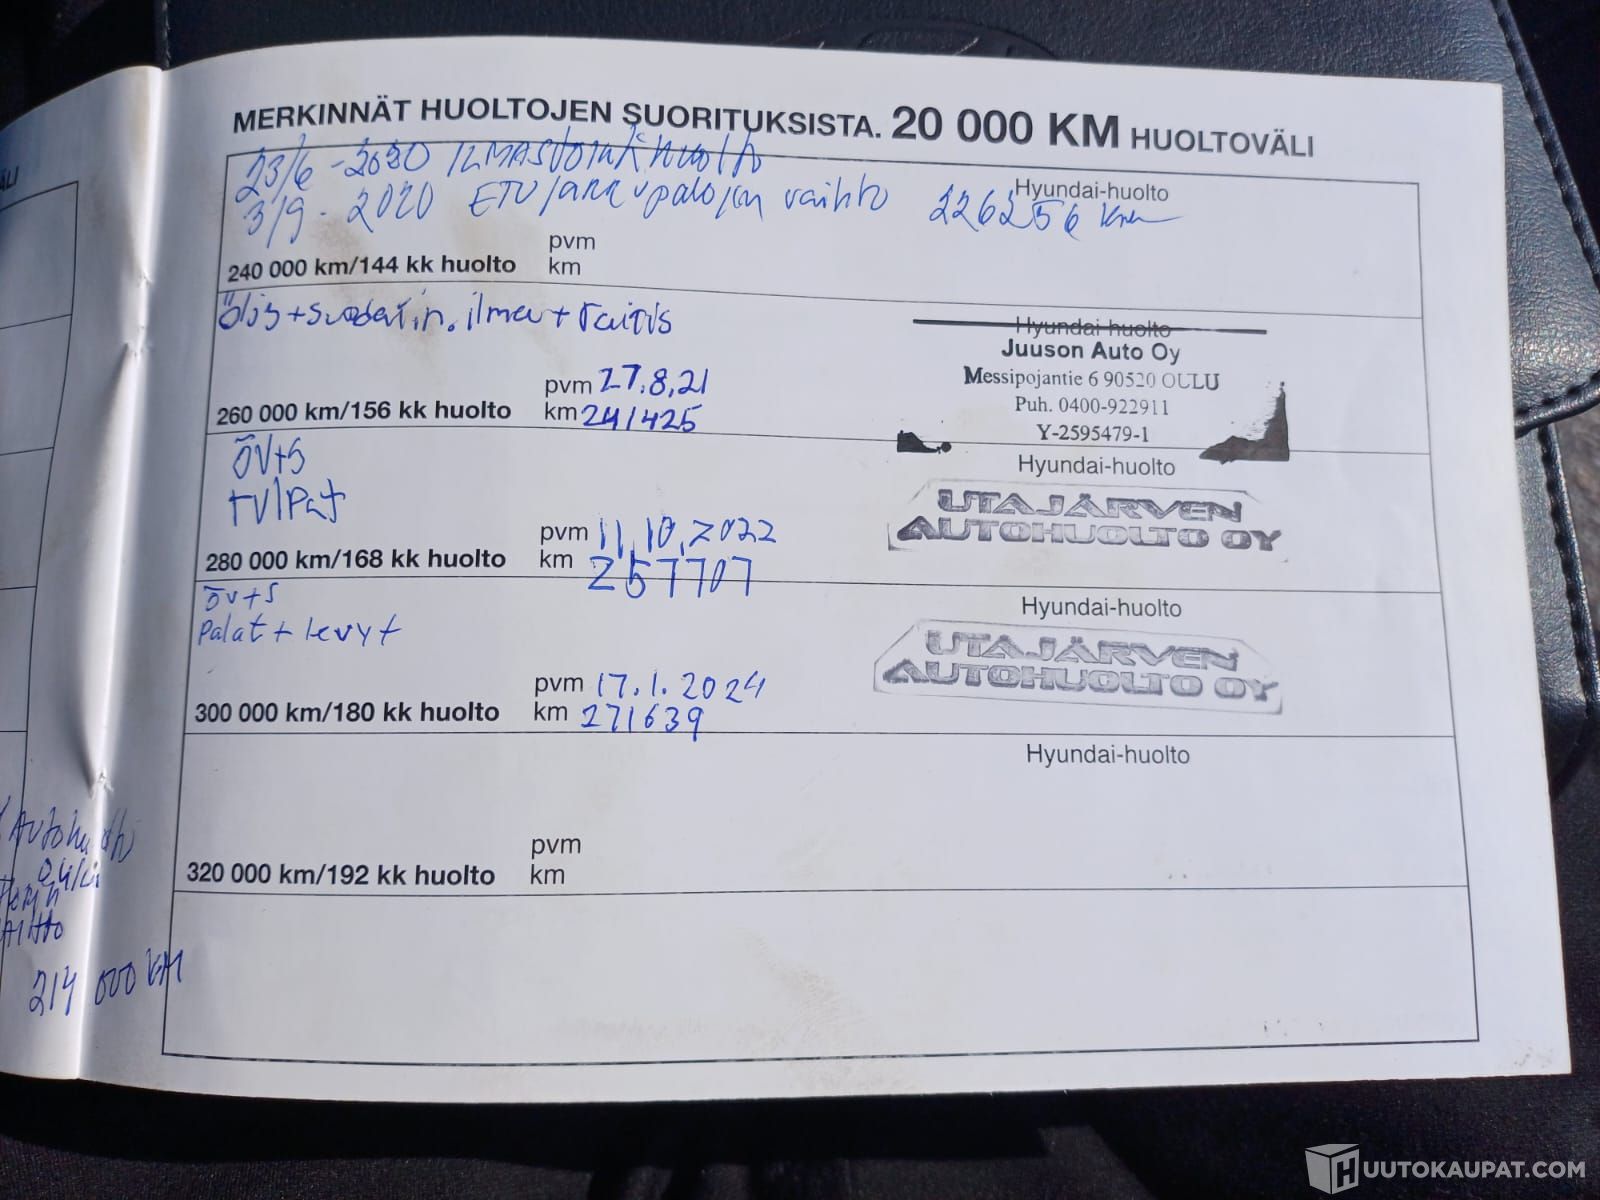 ÄLI
MERKINNÄT HUOLTOJEN SUORITUKSISTA. 20 000 KM HUOLTOVÄLI
23/6 - 2020 ILMASTOINTIhuolto
3/9 - 2020 ETUJARRUpalojen vaihto 226256 km
Hyundai-huolto
pvm
240 000 km/144 kk huolto km
Öljy+suodatin. ilma + raitis
Hyundai-huolto
Juuson Auto Oy
Messipojantie 6 90520 OULU
Puh. 0400-922911
Y-2595479-1
pvm 27.8.21
260 000 km/156 kk huolto km 241425
ÖV+S
tulpat
Hyundai-huolto
UTAJÄRVEN
AUTOHUOLTO OY
pvm 11.10.2022
280 000 km/168 kk huolto km 257707
öv+s
palat + levyt
Hyundai-huolto
UTAJÄRVEN
AUTOHUOLTO OY
pvm 17.1.2024
300 000 km/180 kk huolto km 271639
Hyundai-huolto
pvm
320 000 km/192 kk huolto km
Autohuolto
214 000 KM
HUUTOKAUPAT.COM